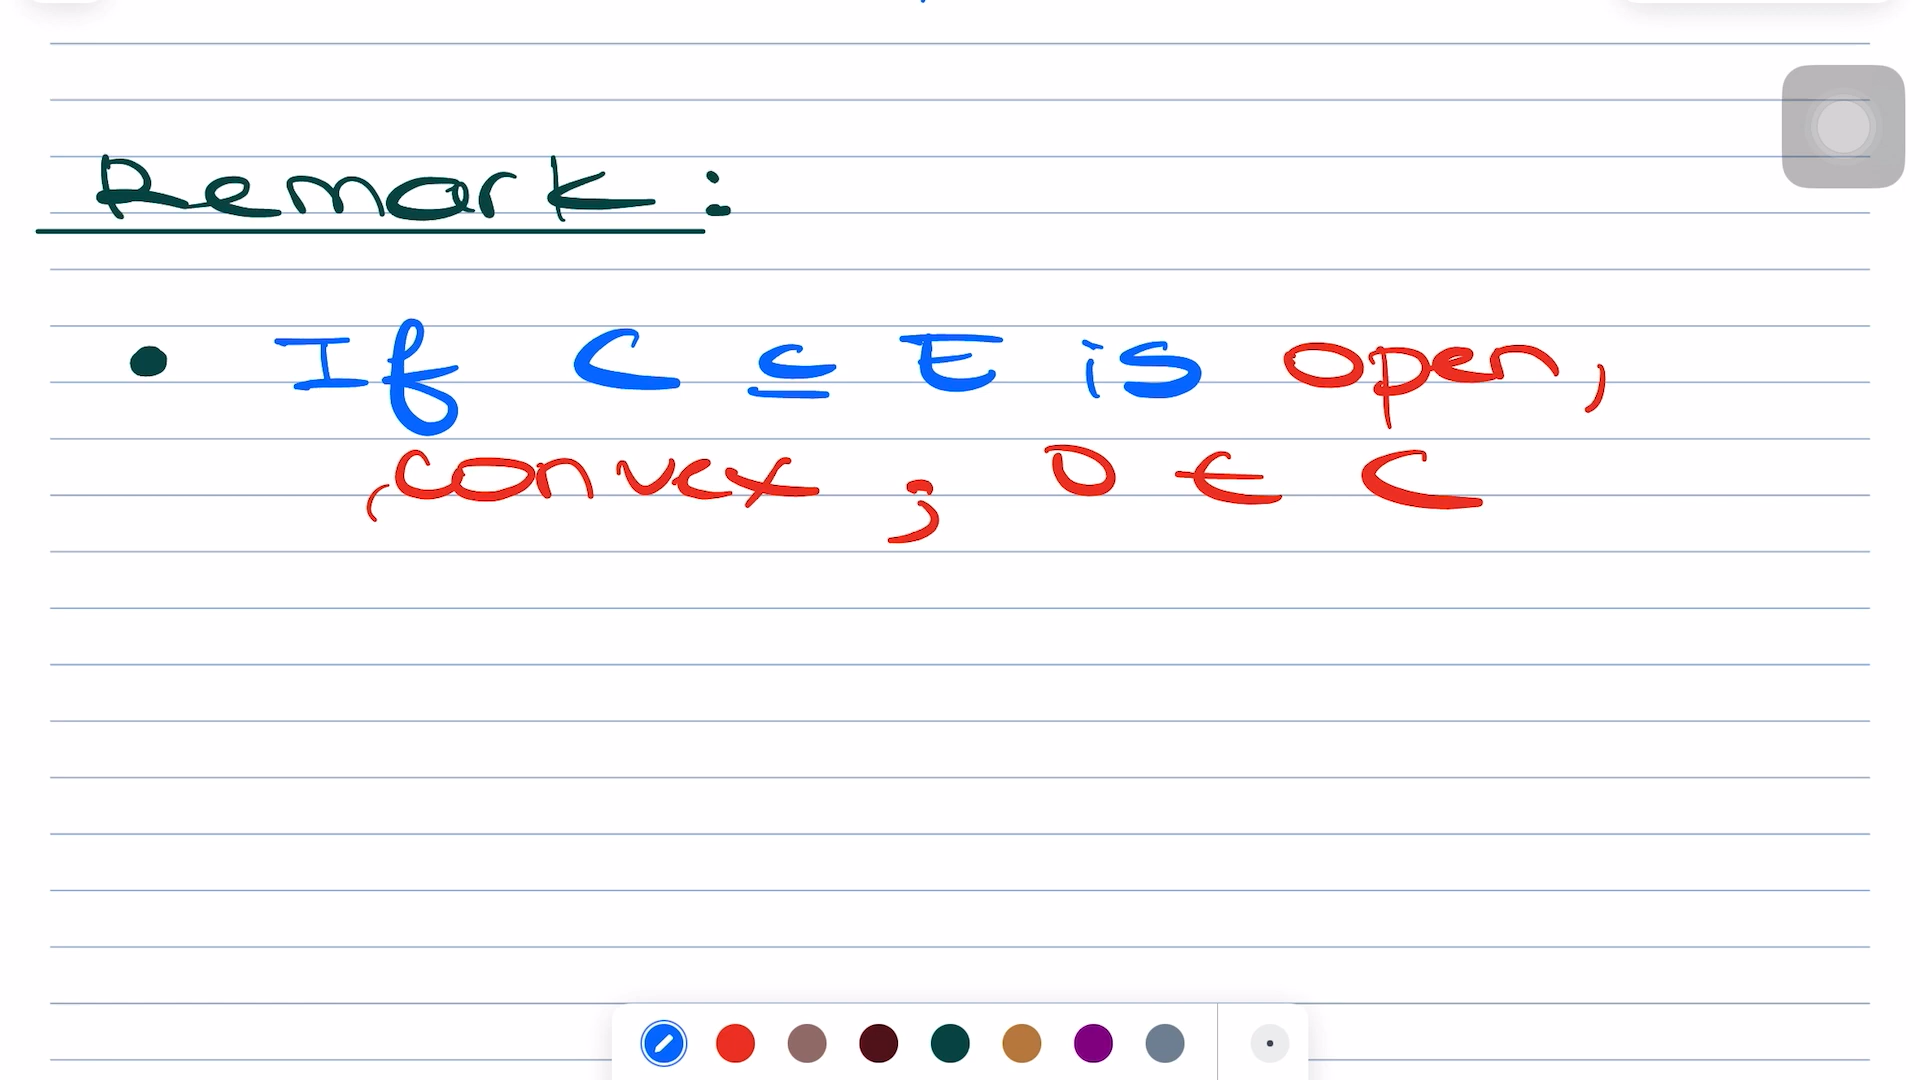 Remark :
• If C ⊆ E is open,
convex, 0 ∈ C